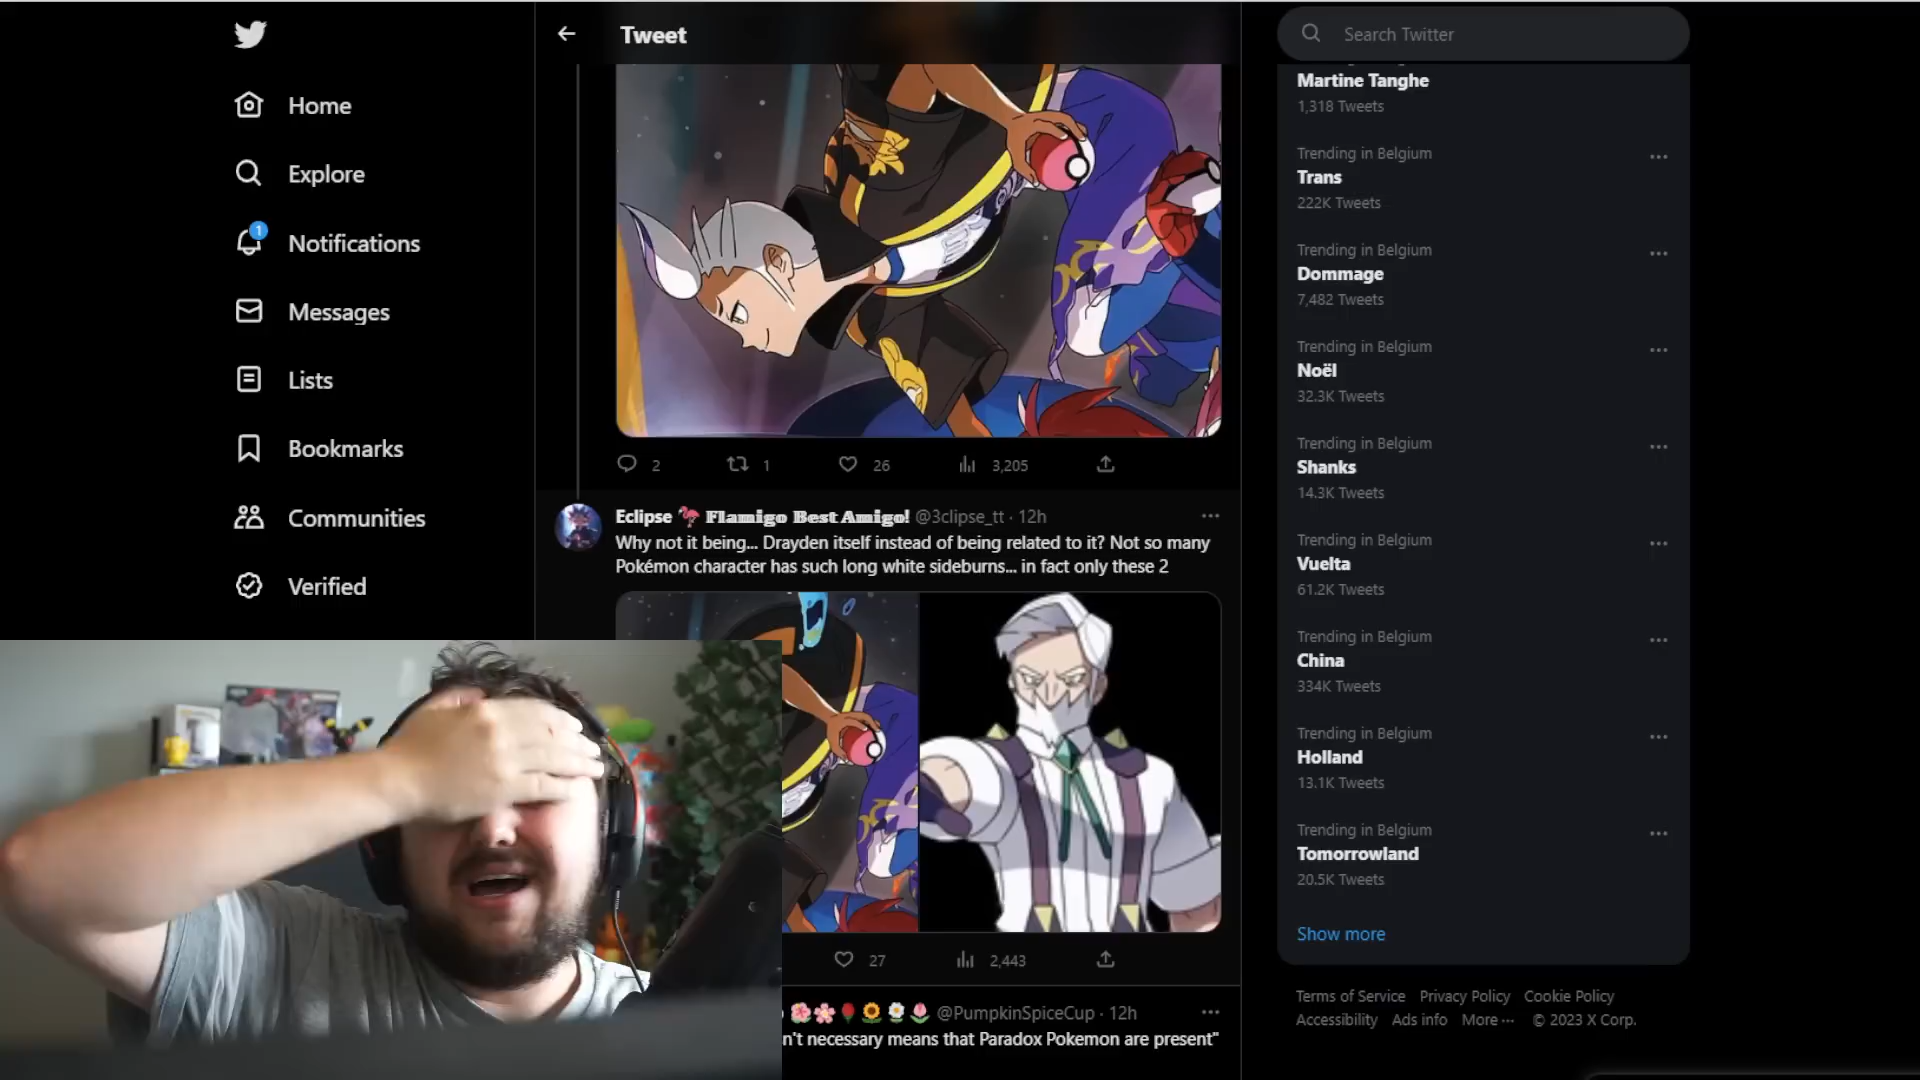 Home
Explore
1
Notifications
Messages
Lists
Bookmarks
Communities
Verified
Tweet
2
1
26
3,205
Eclipse 🦩 𝕱lamigo Best Amigo! @3clipse_tt · 12h
Why not it being... Drayden itself instead of being related to it? Not so many
Pokémon character has such long white sideburns... in fact only these 2
27
2,443
@PumpkinSpiceCup · 12h
n't necessary means that Paradox Pokemon are present"
Search Twitter
Martine Tanghe
1,318 Tweets
Trending in Belgium
Trans
222K Tweets
Trending in Belgium
Dommage
7,482 Tweets
Trending in Belgium
Noël
32.3K Tweets
Trending in Belgium
Shanks
14.3K Tweets
Trending in Belgium
Vuelta
61.2K Tweets
Trending in Belgium
China
334K Tweets
Trending in Belgium
Holland
13.1K Tweets
Trending in Belgium
Tomorrowland
20.5K Tweets
Show more
Terms of Service Privacy Policy Cookie Policy
Accessibility Ads info More ··· © 2023 X Corp.